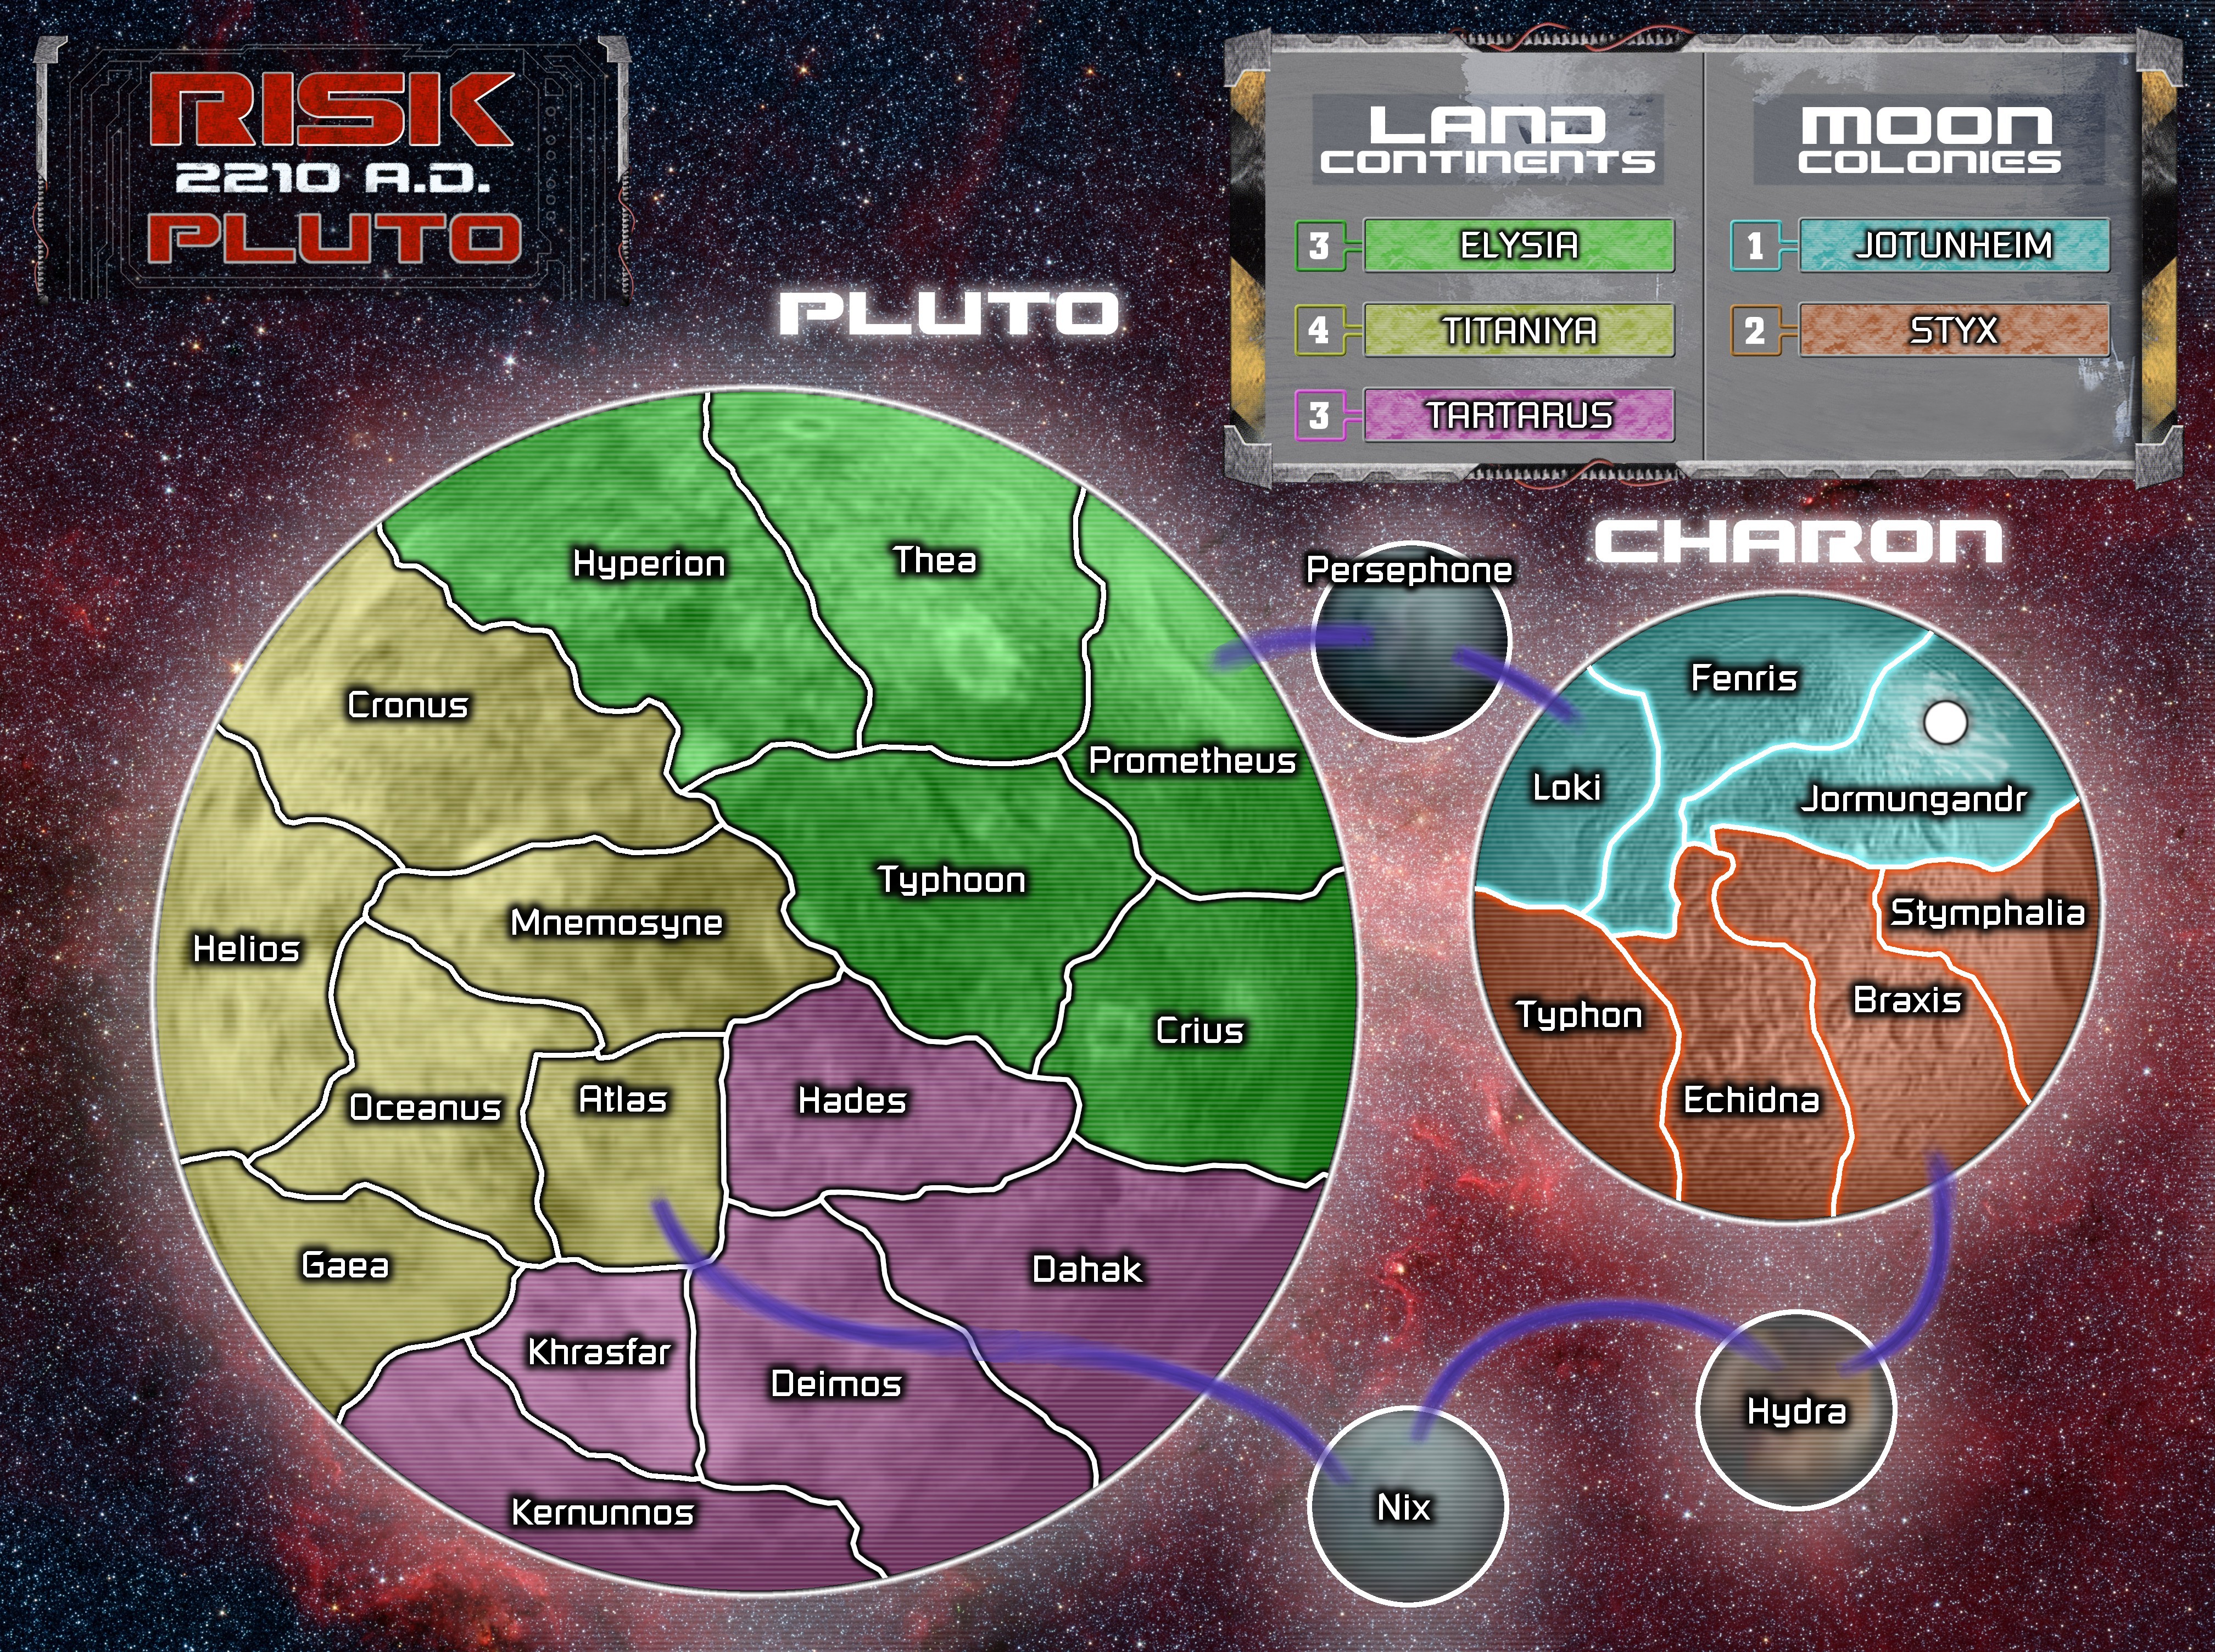 RISK
2210 A.D.
PLUTO
LAND
CONTINENTS
3 ELYSIA
4 TITANIYA
3 TARTARUS
MOON
COLONIES
1 JOTUNHEIM
2 STYX
PLUTO
Hyperion
Thea
Cronus
Prometheus
Typhoon
Mnemosyne
Helios
Crius
Oceanus
Atlas
Hades
Gaea
Dahak
Khrasfar
Deimos
Kernunnos
Persephone
CHARON
Fenris
Loki
Jormungandr
Stymphalia
Typhon
Braxis
Echidna
Hydra
Nix